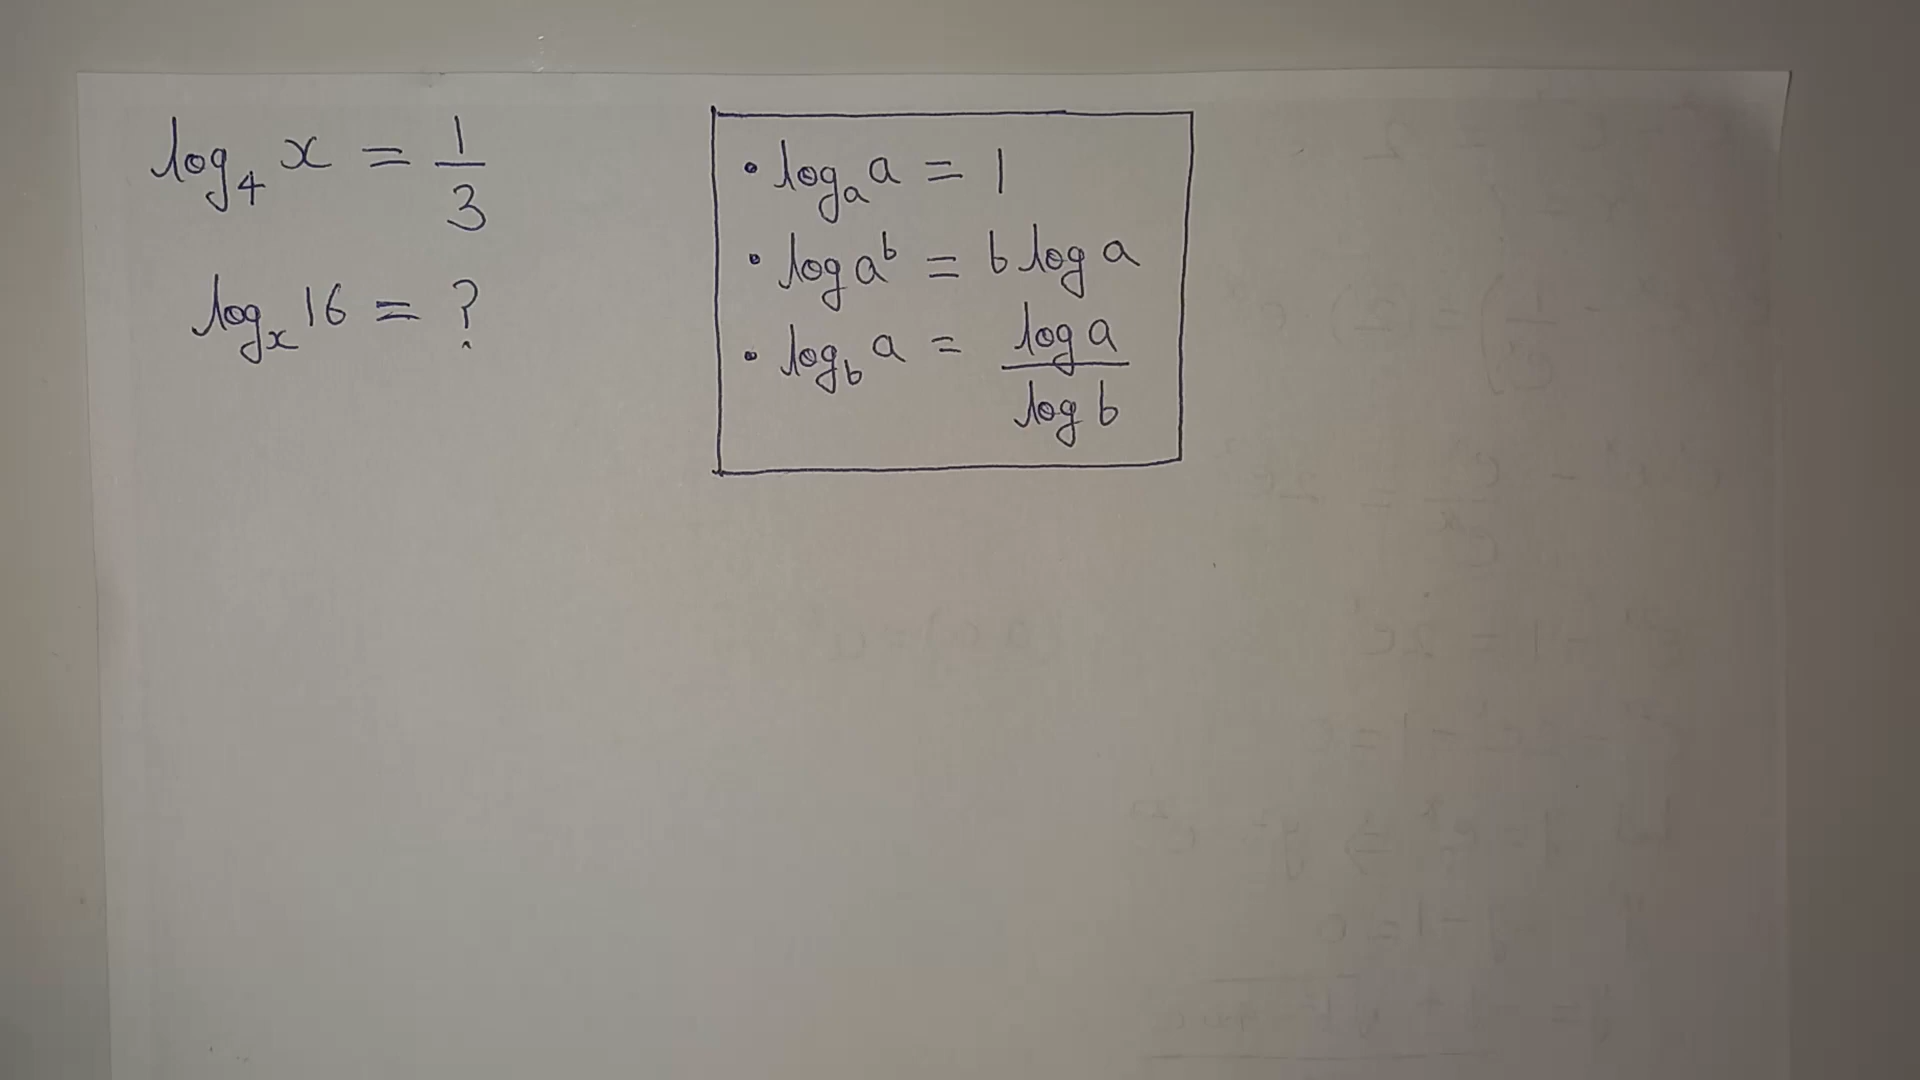 log₄ x = 1/3
logₓ 16 = ?
• logₐ a = 1
• log aᵇ = b log a
• log_b a = log a / log b